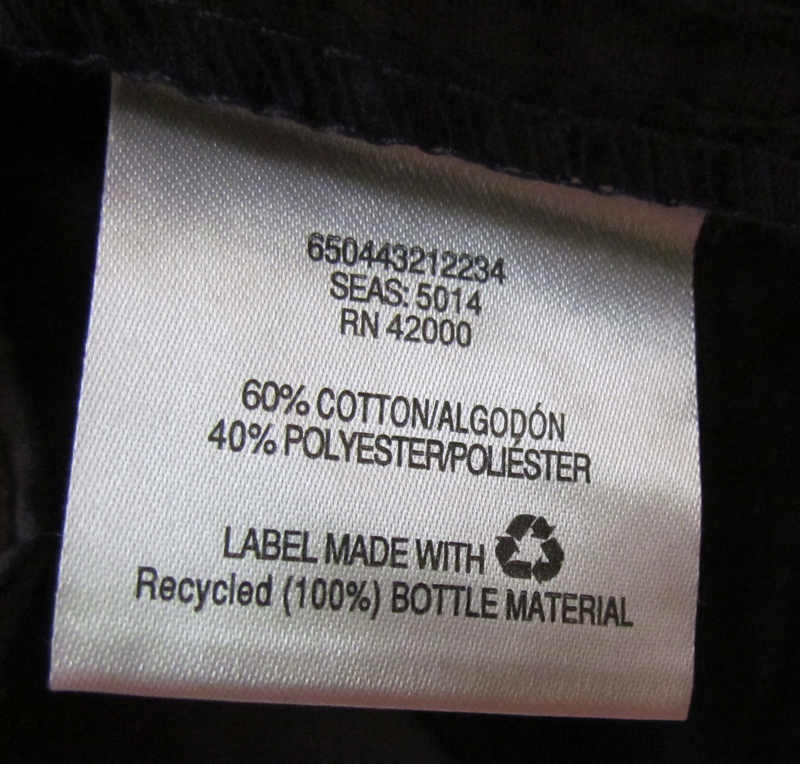 650443212234
SEAS: 5014
RN 42000
60% COTTON/ALGODÓN
40% POLYESTER/POLIÉSTER
LABEL MADE WITH
Recycled (100%) BOTTLE MATERIAL